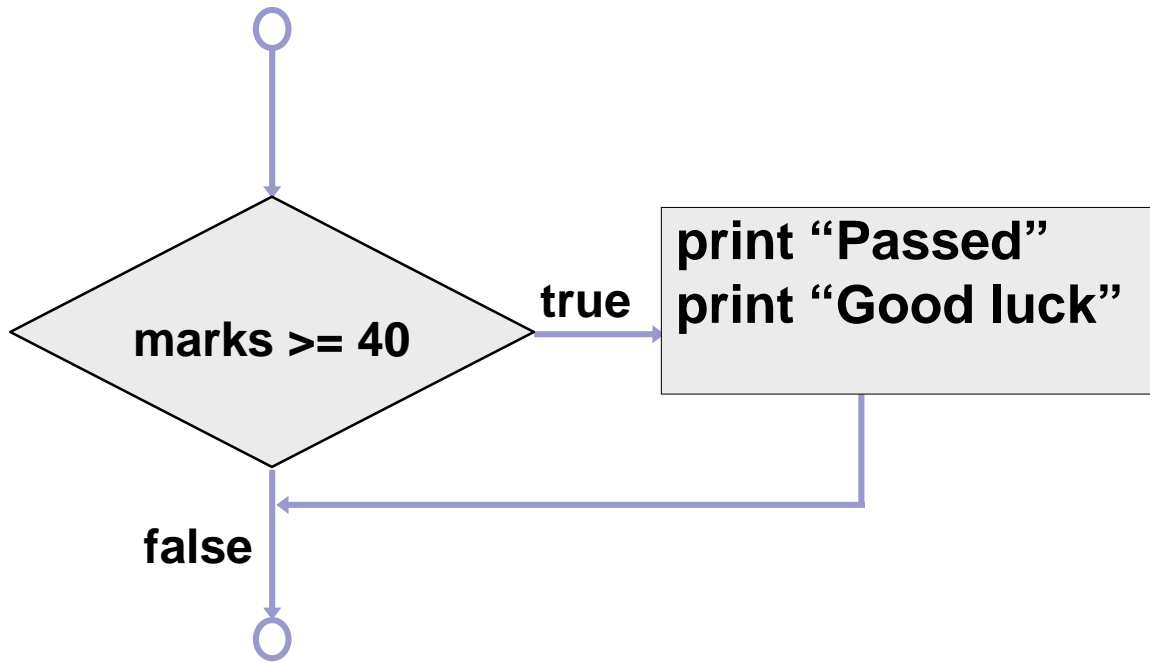 marks >= 40
true
print “Passed”
print “Good luck”
false